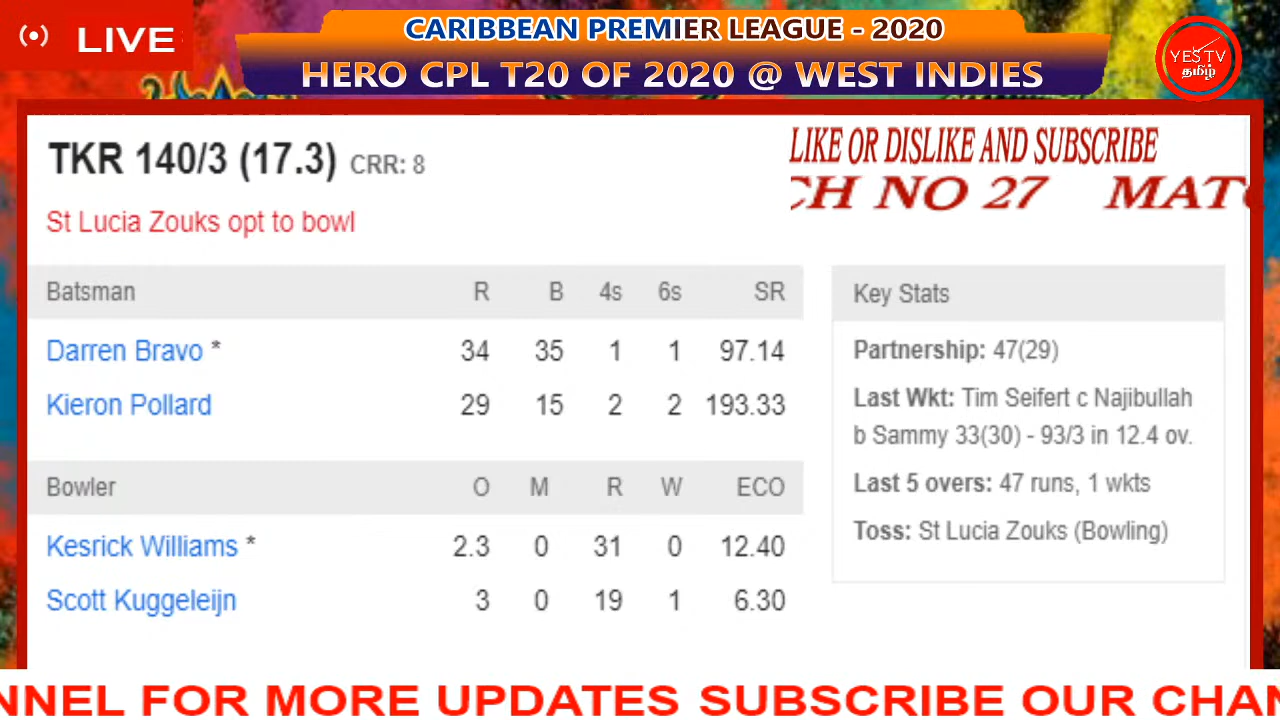 LIVE
CARIBBEAN PREMIER LEAGUE - 2020
HERO CPL T20 OF 2020 @ WEST INDIES
YES TV
தமிழ்
TKR 140/3 (17.3) CRR: 8
LIKE OR DISLIKE AND SUBSCRIBE
CH NO 27 MATC
St Lucia Zouks opt to bowl
Batsman R B 4s 6s SR
Darren Bravo * 34 35 1 1 97.14
Kieron Pollard 29 15 2 2 193.33
Bowler O M R W ECO
Kesrick Williams * 2.3 0 31 0 12.40
Scott Kuggeleijn 3 0 19 1 6.30
Key Stats
Partnership: 47(29)
Last Wkt: Tim Seifert c Najibullah
b Sammy 33(30) - 93/3 in 12.4 ov.
Last 5 overs: 47 runs, 1 wkts
Toss: St Lucia Zouks (Bowling)
NNEL FOR MORE UPDATES SUBSCRIBE OUR CHAN